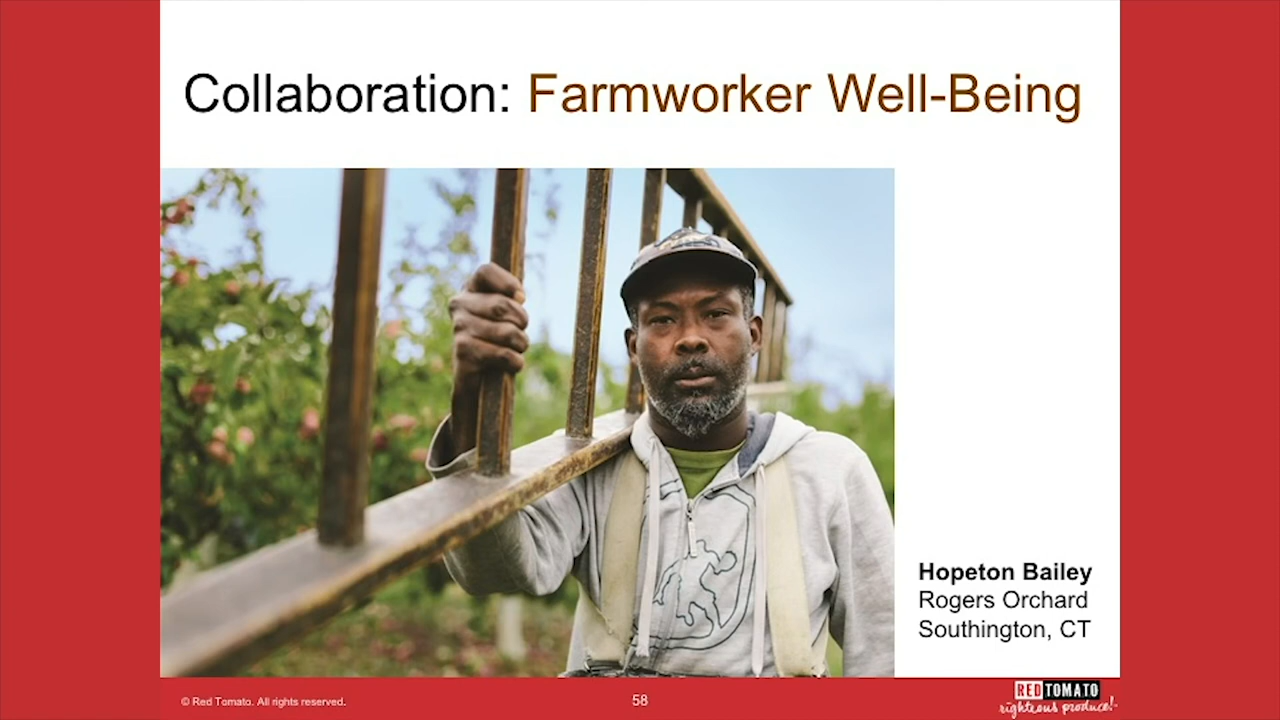 Collaboration: Farmworker Well-Being
Hopeton Bailey
Rogers Orchard
Southington, CT
© Red Tomato. All rights reserved.
58
RED TOMATO
righteous produce!